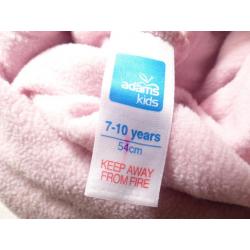 adams
kids
7-10 years
54cm
KEEP AWAY
FROM FIRE